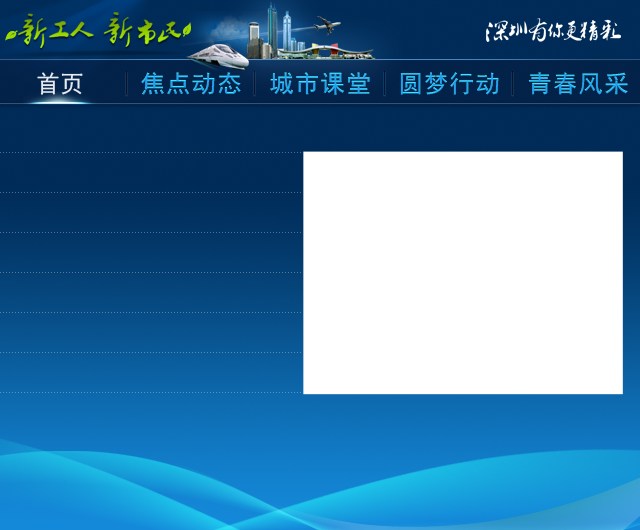 新工人 新市民
深圳有你更精彩
首页
焦点动态
城市课堂
圆梦行动
青春风采